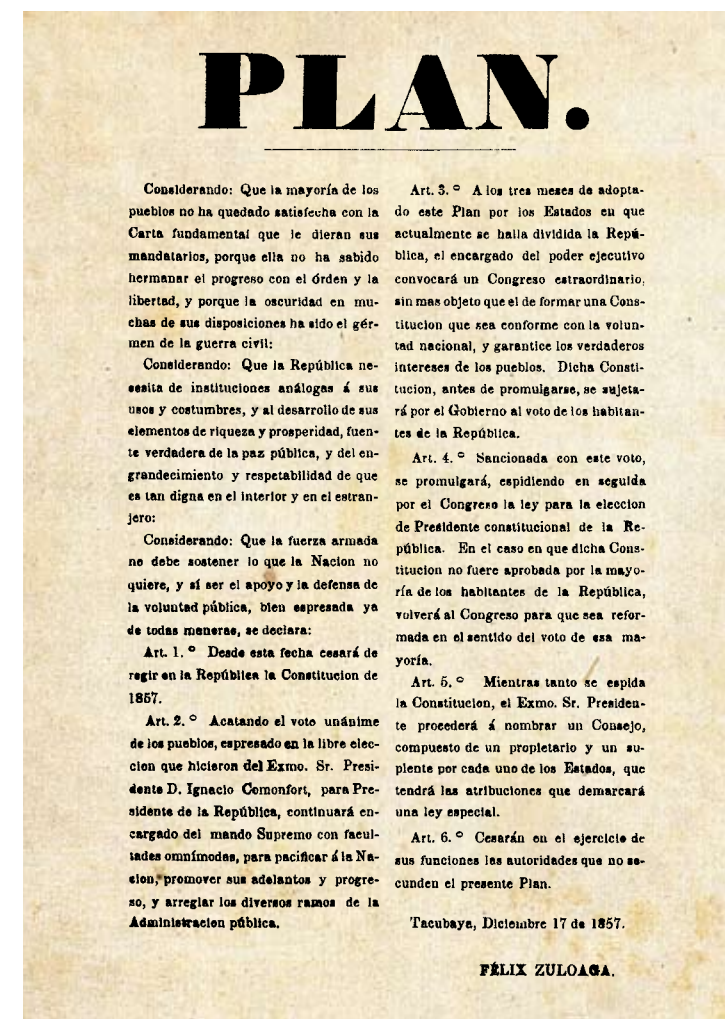 PLAN.
Considerando: Que la mayoría de los
pueblos no ha quedado satisfecha con la
Carta fundamental que le dieran sus
mandatarios, porque ella no ha sabido
hermanar el progreso con el órden y la
libertad, y porque la oscuridad en mu-
chas de sus disposiciones ha sido el gér-
men de la guerra civil:
Considerando: Que la República ne-
sesita de instituciones análogas á sus
usos y costumbres, y al desarrollo de sus
elementos de riqueza y prosperidad, fuen-
te verdadera de la paz pública, y del en-
grandecimiento y respetabilidad de que
es tan digna en el interior y en el estran-
jero:
Considerando: Que la fuerza armada
no debe sostener lo que la Nacion no
quiere, y sí ser el apoyo y la defensa de
la voluntad pública, bien espresada ya
de todas maneras, se declara:
Art. 1.º Desde esta fecha cesará de
regir en la República la Constitucion de
1857.
Art. 2.º Acatando el voto unánime
de los pueblos, espresado en la libre elec-
cion que hicieron del Exmo. Sr. Presi-
dente D. Ignacio Comonfort, para Pre-
sidente de la República, continuará en-
cargado del mando Supremo con facul-
tades omnímodas, para pacificar á la Na-
cion, promover sus adelantos y progre-
so, y arreglar los diversos ramos de la
Administracion pública.
Art. 3.º A los tres meses de adopta-
do este Plan por los Estados en que
actualmente se halla dividida la Repú-
blica, el encargado del poder ejecutivo
convocará un Congreso estraordinario,
sin mas objeto que el de formar una Cons-
titucion que sea conforme con la volun-
tad nacional, y garantice los verdaderos
intereses de los pueblos. Dicha Consti-
tucion, antes de promulgarse, se sujeta-
rá por el Gobierno al voto de los habitan-
tes de la República.
Art. 4.º Sancionada con este voto,
se promulgará, espidiendo en seguida
por el Congreso la ley para la eleccion
de Presidente constitucional de la Re-
pública. En el caso en que dicha Cons-
titucion no fuere aprobada por la mayo-
ría de los habitantes de la República,
volverá al Congreso para que sea refor-
mada en el sentido del voto de esa ma-
yoría.
Art. 5.º Mientras tanto se espida
la Constitucion, el Exmo. Sr. Presiden-
te procederá á nombrar un Consejo,
compuesto de un propietario y un su-
plente por cada uno de los Estados, que
tendrá las atribuciones que demarcará
una ley especial.
Art. 6.º Cesarán en el ejercicio de
sus funciones las autoridades que no se-
cunden el presente Plan.
Tacubaya, Diciembre 17 de 1857.
FÉLIX ZULOAGA.